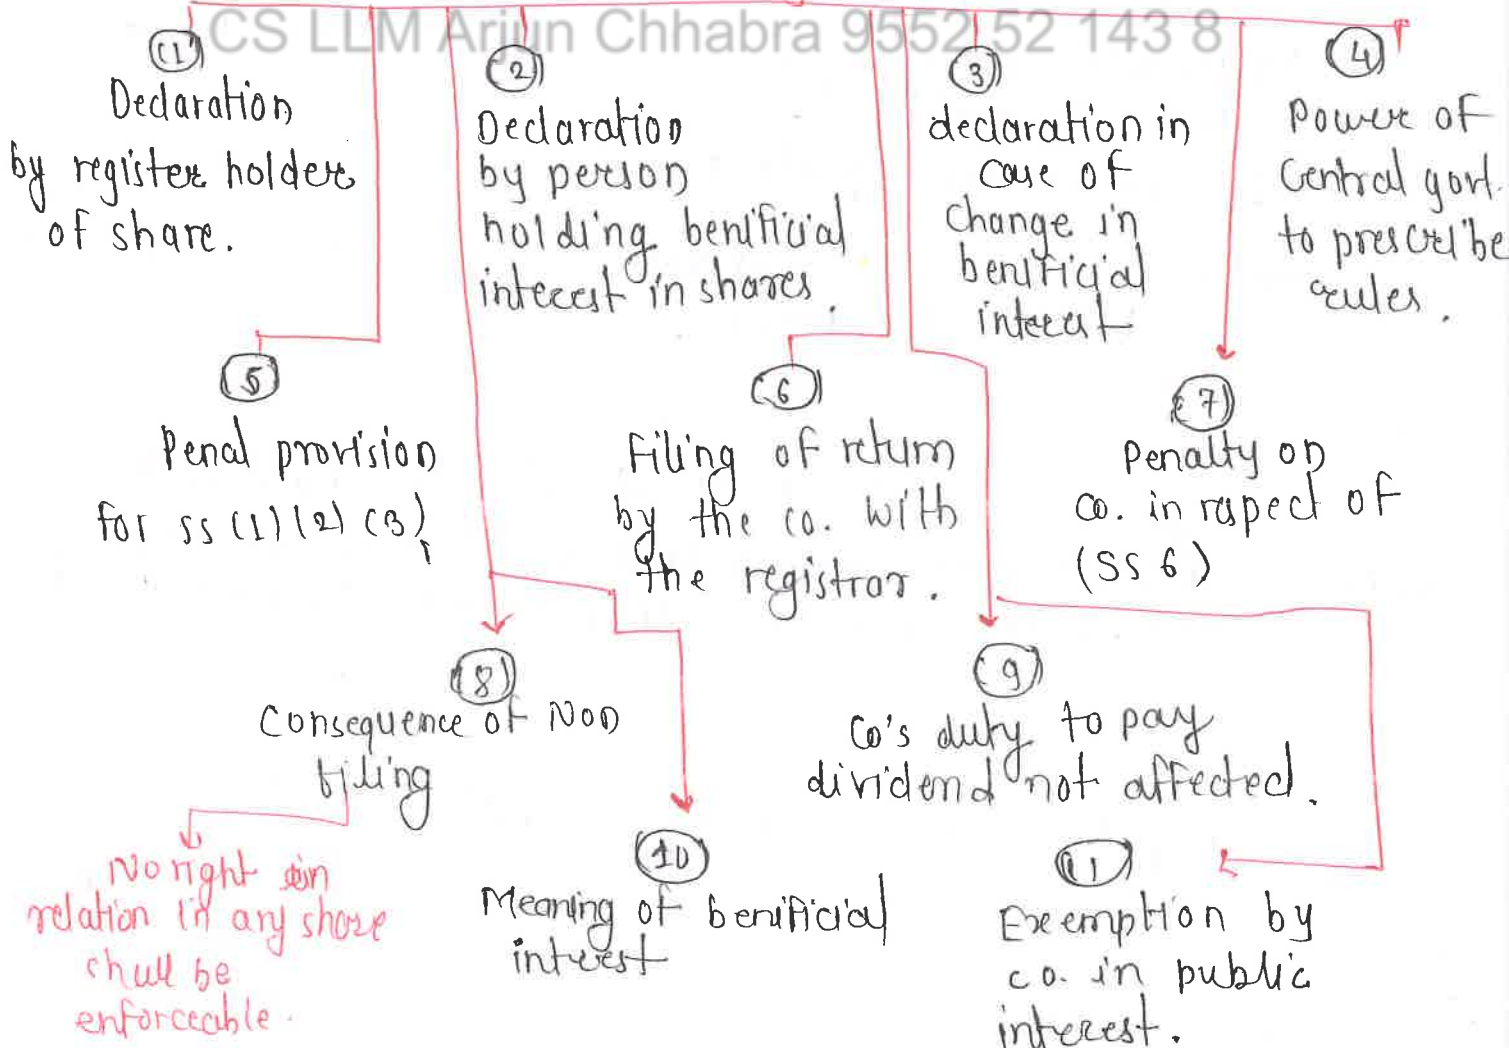 CS LLM Arjun Chhabra 9552 52 143 8
(1)
Declaration
by register holders
of share.
(2)
Declaration
by person
holding benificial
interest in shares.
(3)
declaration in
case of
change in
benificial
interest
(4)
Power of
Central govt.
to prescribe
rules.
(5)
Penal provision
for ss (1) (2) (3)
(6)
Filing of return
by the co. with
the registrar.
(7)
Penalty on
co. in rspect of
(SS 6)
(8)
Consequence of Non
filing
No right in
relation in any share
shall be
enforceable.
(9)
Co's duty to pay
dividend not affected.
(10)
Meaning of benificial
interest
(11)
Exemption by
co. in public
interest.